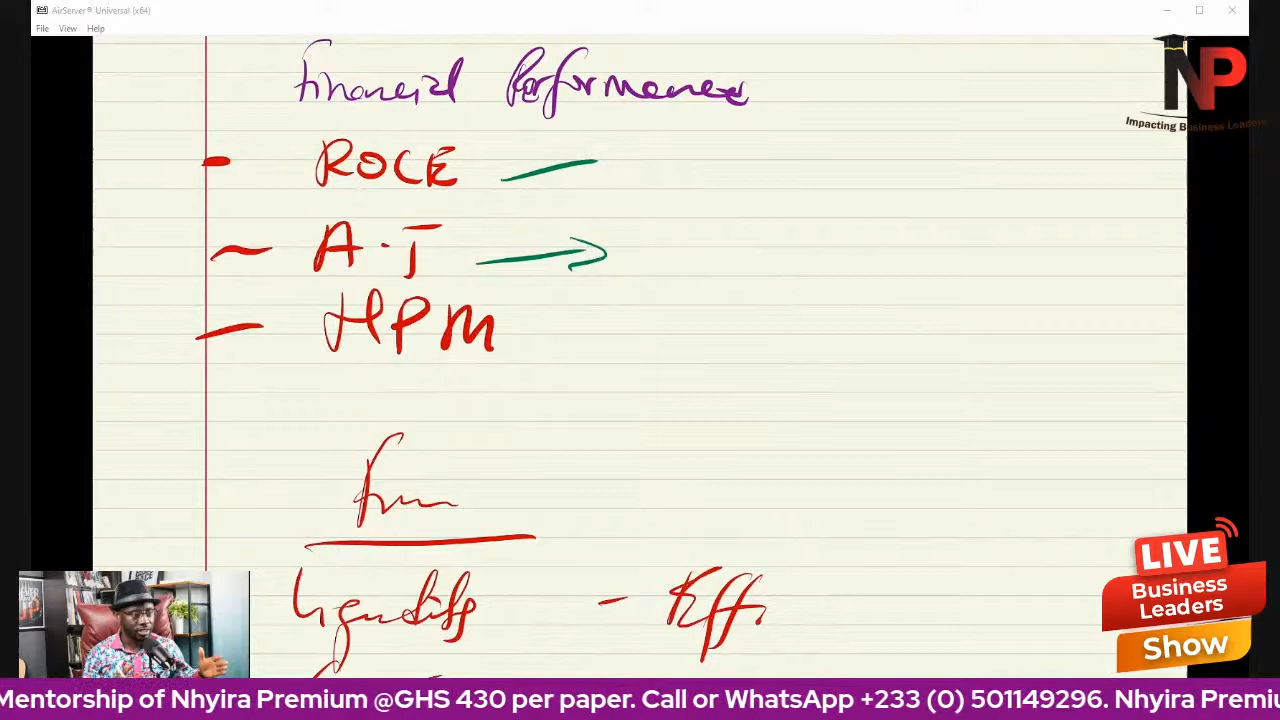 AirServer® Universal (x64)
File View Help
NP
Impacting Business Leaders
Financial Performance
- ROCE
~ A.T
- HPM
Liquidity - Eff.
LIVE
Business
Leaders
Show
Mentorship of Nhyira Premium @GHS 430 per paper. Call or WhatsApp +233 (0) 501149296. Nhyira Premiu